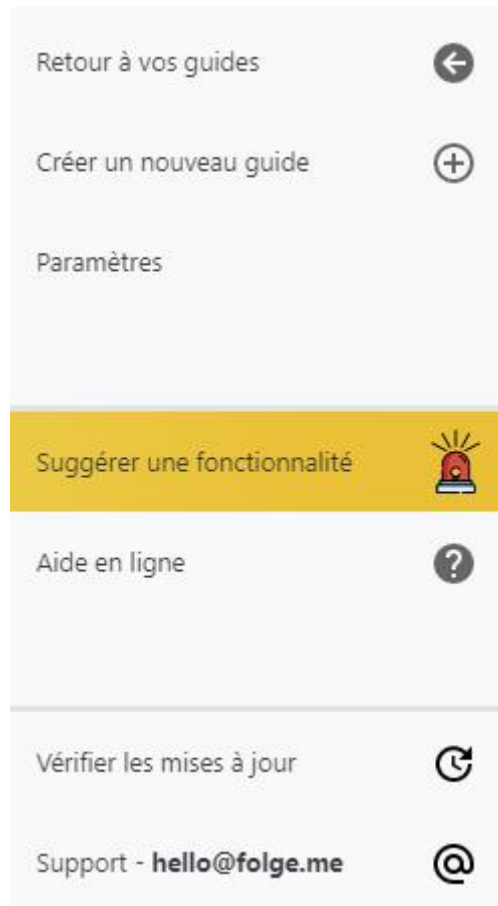 Retour à vos guides
Créer un nouveau guide
Paramètres
Suggérer une fonctionnalité
Aide en ligne
Vérifier les mises à jour
Support - hello@folge.me